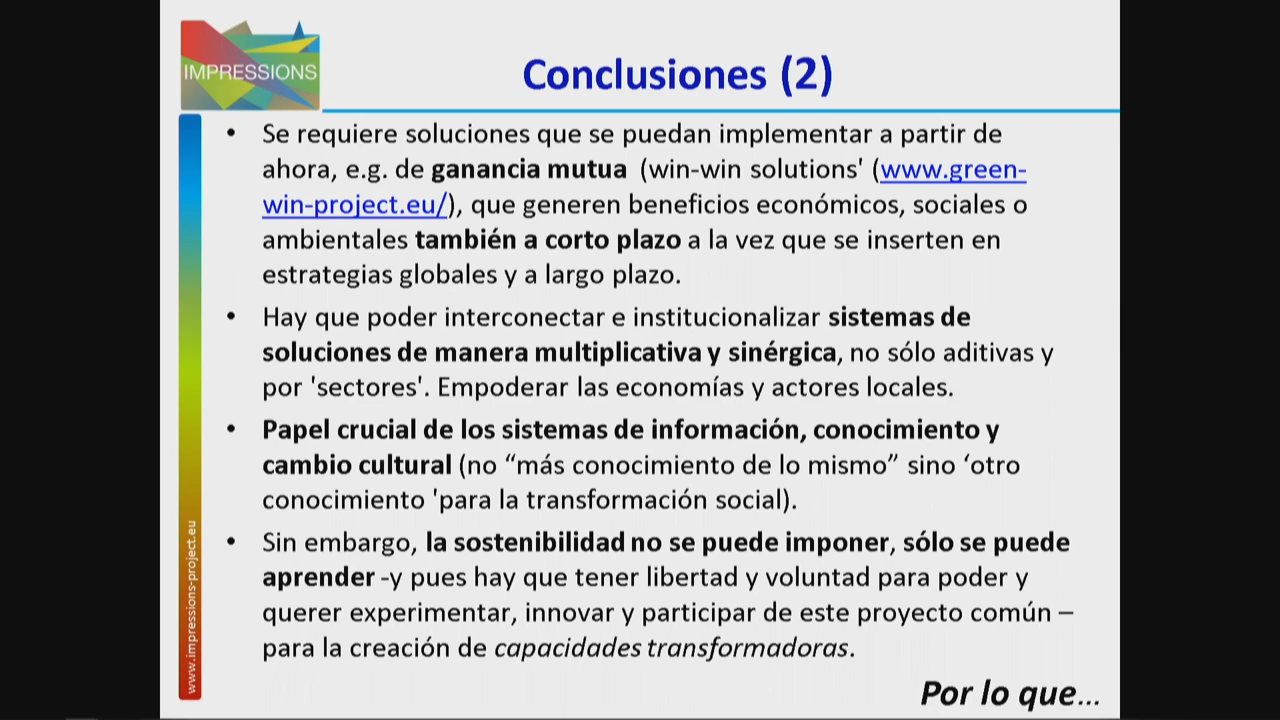 IMPRESSIONS
Conclusiones (2)
• Se requiere soluciones que se puedan implementar a partir de
ahora, e.g. de ganancia mutua (win-win solutions' (www.green-
win-project.eu/), que generen beneficios económicos, sociales o
ambientales también a corto plazo a la vez que se inserten en
estrategias globales y a largo plazo.
• Hay que poder interconectar e institucionalizar sistemas de
soluciones de manera multiplicativa y sinérgica, no sólo aditivas y
por 'sectores'. Empoderar las economías y actores locales.
• Papel crucial de los sistemas de información, conocimiento y
cambio cultural (no “más conocimiento de lo mismo” sino ‘otro
conocimiento 'para la transformación social).
• Sin embargo, la sostenibilidad no se puede imponer, sólo se puede
aprender -y pues hay que tener libertad y voluntad para poder y
querer experimentar, innovar y participar de este proyecto común –
para la creación de capacidades transformadoras.
Por lo que...
www.impressions-project.eu